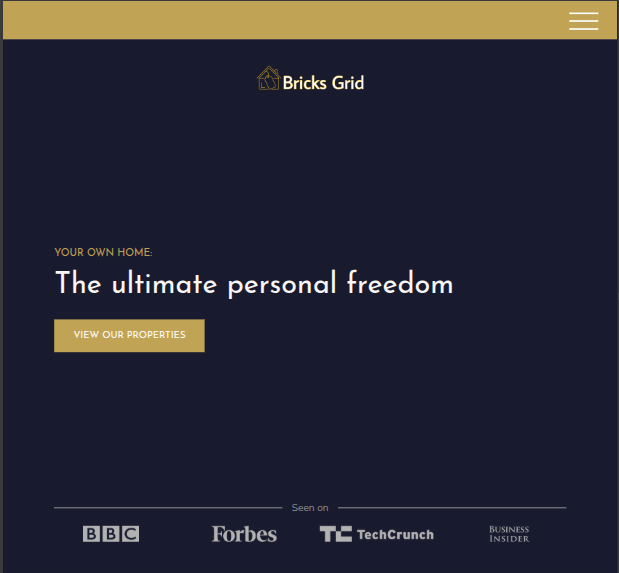 Bricks Grid
YOUR OWN HOME:
The ultimate personal freedom
VIEW OUR PROPERTIES
Seen on
BBC
Forbes
TC TechCrunch
BUSINESS
INSIDER